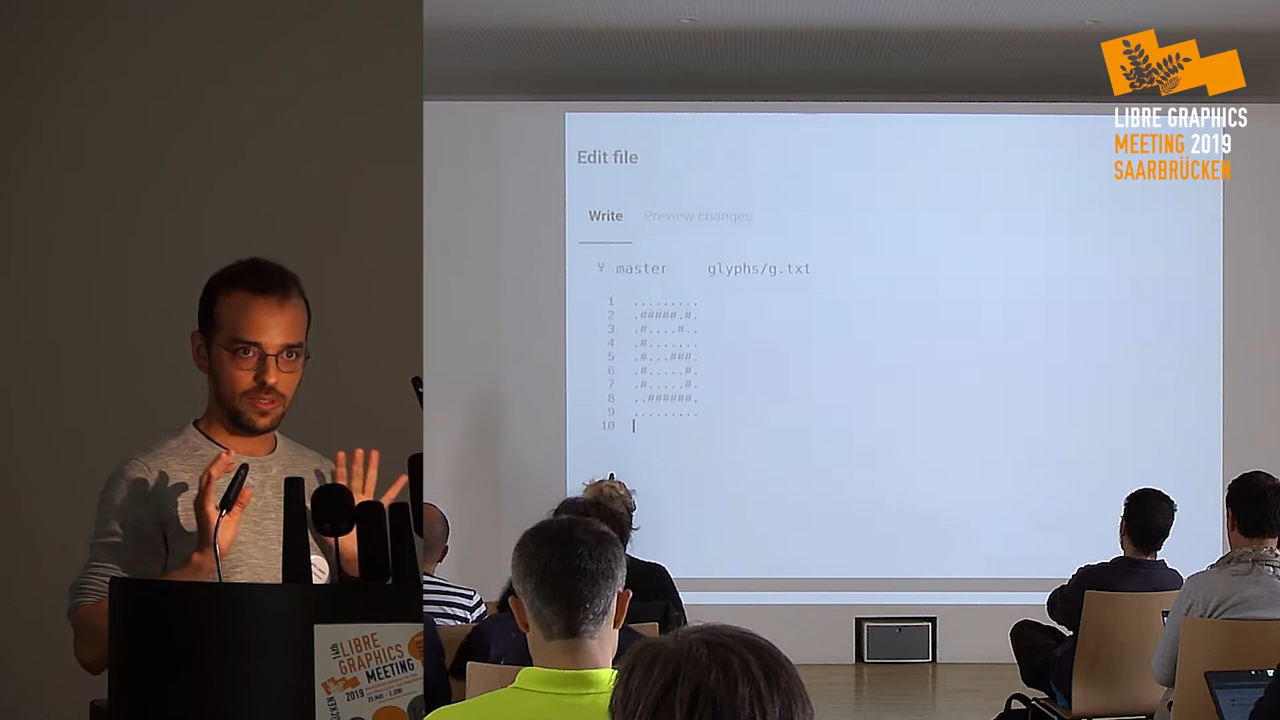 LIBRE GRAPHICS
MEETING 2019
SAARBRÜCKEN
Edit file
Write Preview changes
master glyphs/g.txt
1 .........
2 .#####.#.
3 .#....#..
4 .#.......
5 .#...###.
6 .#.....#.
7 .#.....#.
8 ..######.
9 .........
10
LIBRE
GRAPHICS
MEETING
2019